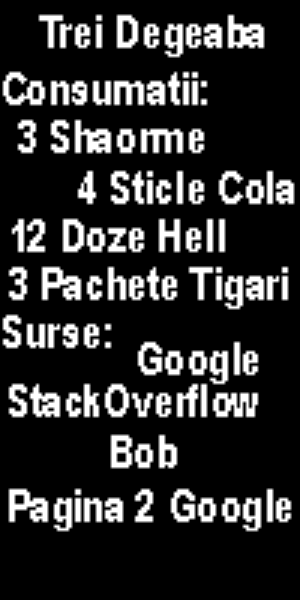 Trei Degeaba
Consumatii:
3 Shaorme
4 Sticle Cola
12 Doze Hell
3 Pachete Tigari
Surse:
Google
StackOverflow
Bob
Pagina 2 Google